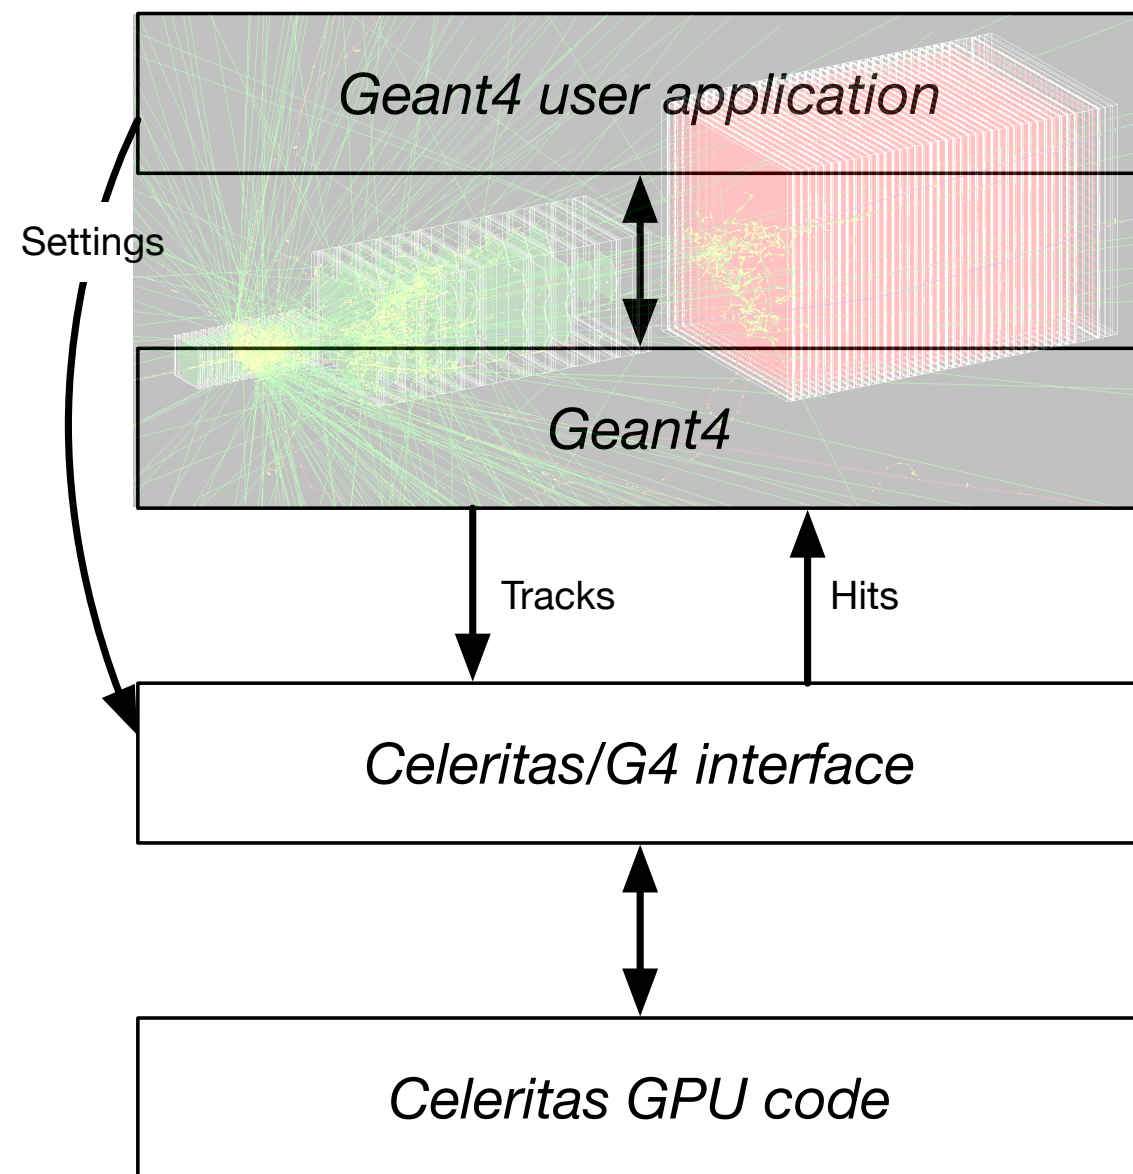 Geant4 user application
Settings
Geant4
Tracks
Hits
Celeritas/G4 interface
Celeritas GPU code